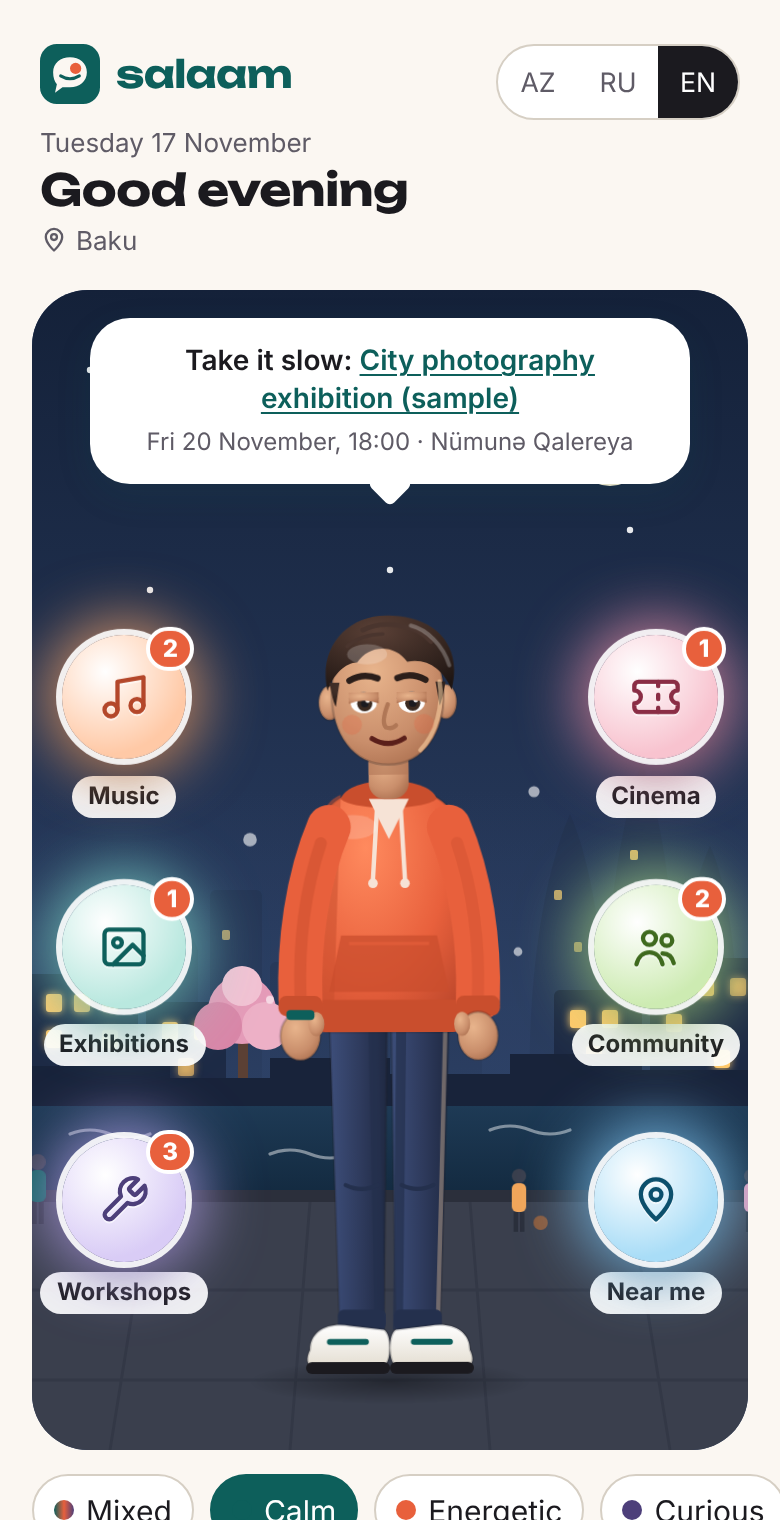 salaam
AZ RU EN
Tuesday 17 November
Good evening
Baku
Take it slow: City photography
exhibition (sample)
Fri 20 November, 18:00 · Nümunə Qalereya
2
1
Music
Cinema
1
2
Exhibitions
Community
3
Workshops
Near me
Mixed
Calm
Energetic
Curious